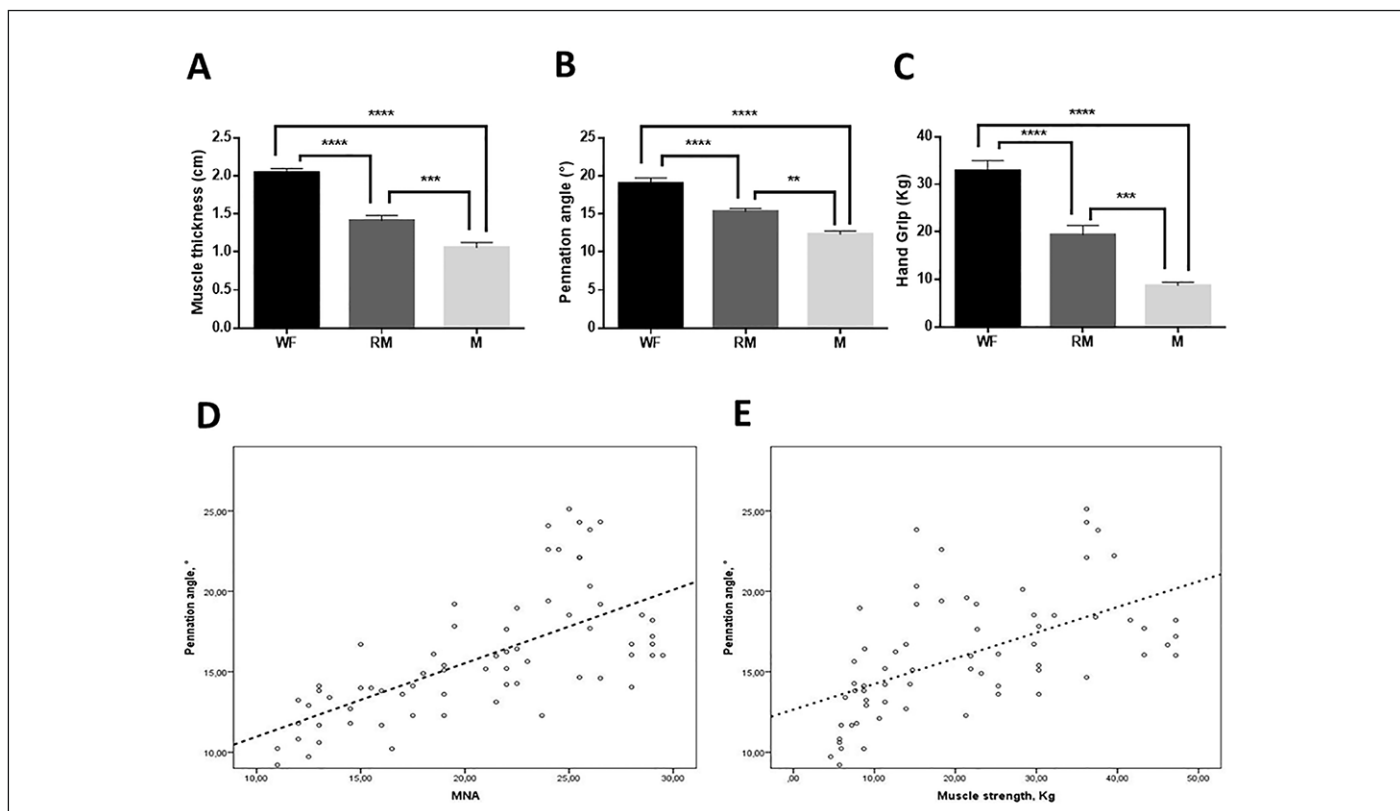 A
B
C
Muscle thickness (cm)
2.5
2.0
1.5
1.0
0.5
0.0
****
****
***
WF RM M
Pennation angle (°)
25
20
15
10
5
0
****
****
**
WF RM M
Hand Grip (Kg)
40
30
20
10
0
****
****
***
WF RM M
D
Pennation angle, °
25,00
20,00
15,00
10,00
10,00 15,00 20,00 25,00 30,00
MNA
E
Pennation angle, °
25,00
20,00
15,00
10,00
,00 10,00 20,00 30,00 40,00 50,00
Muscle strength, Kg